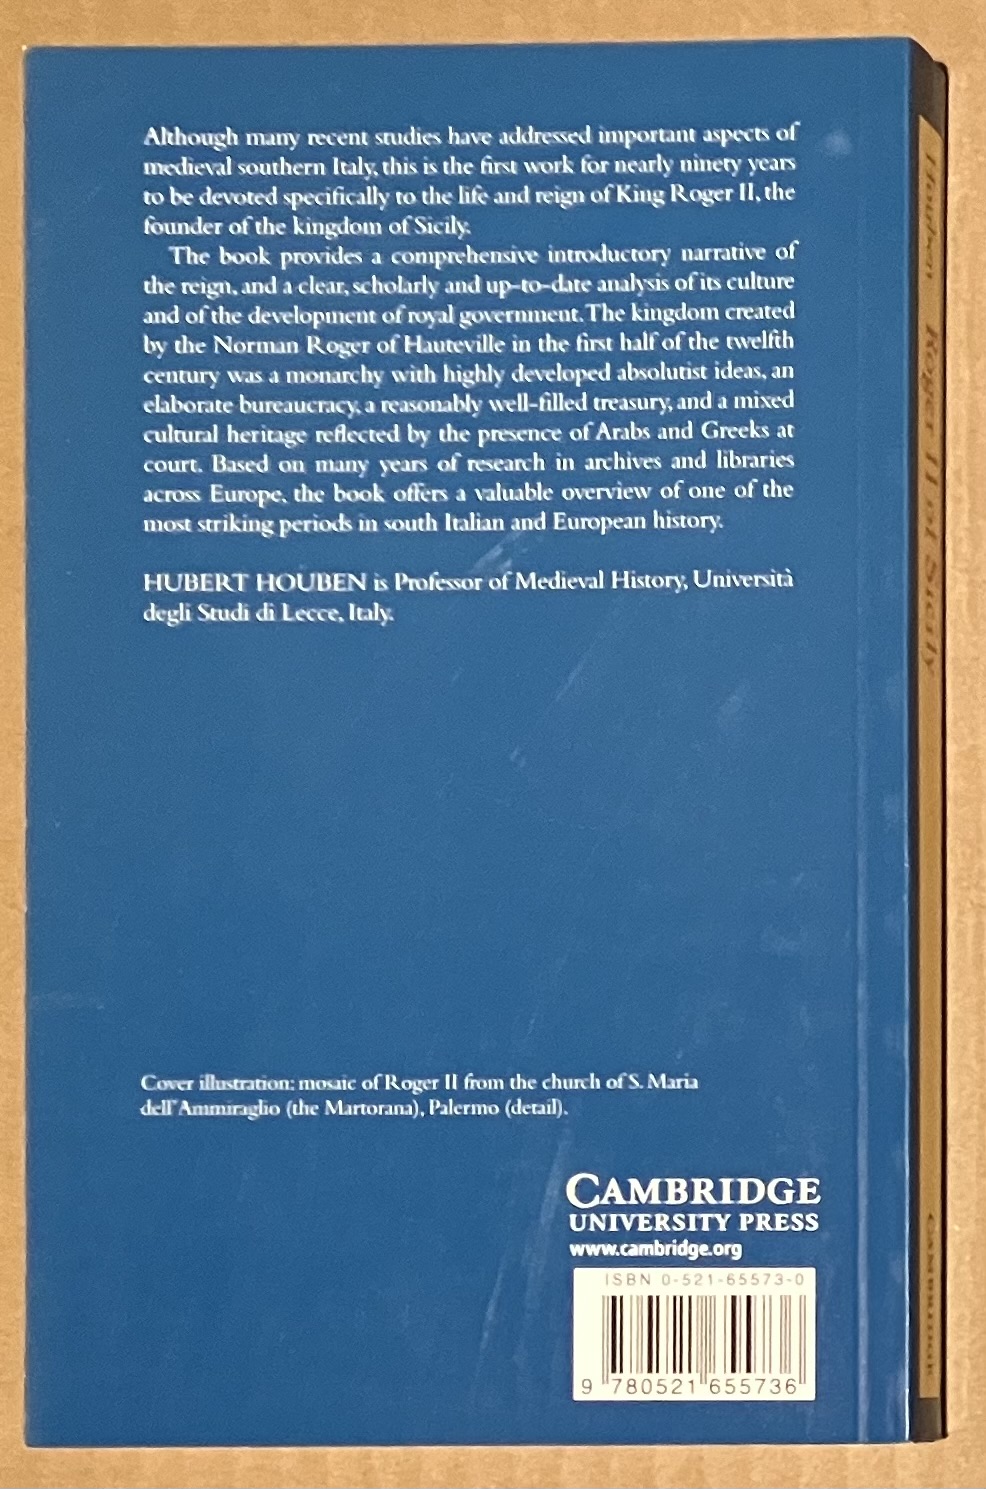 Although many recent studies have addressed important aspects of
medieval southern Italy, this is the first work for nearly ninety years
to be devoted specifically to the life and reign of King Roger II, the
founder of the kingdom of Sicily.
The book provides a comprehensive introductory narrative of
the reign, and a clear, scholarly and up-to-date analysis of its culture
and of the development of royal government. The kingdom created
by the Norman Roger of Hauteville in the first half of the twelfth
century was a monarchy with highly developed absolutist ideas, an
elaborate bureaucracy, a reasonably well-filled treasury, and a mixed
cultural heritage reflected by the presence of Arabs and Greeks at
court. Based on many years of research in archives and libraries
across Europe, the book offers a valuable overview of one of the
most striking periods in south Italian and European history.
HUBERT HOUBEN is Professor of Medieval History, Università
degli Studi di Lecce, Italy.
Cover illustration: mosaic of Roger II from the church of S. Maria
dell'Ammiraglio (the Martorana), Palermo (detail).
CAMBRIDGE
UNIVERSITY PRESS
www.cambridge.org
ISBN 0-521-65573-0
9 780521 655736
Houben Roger II of Sicily CAMBRIDGE